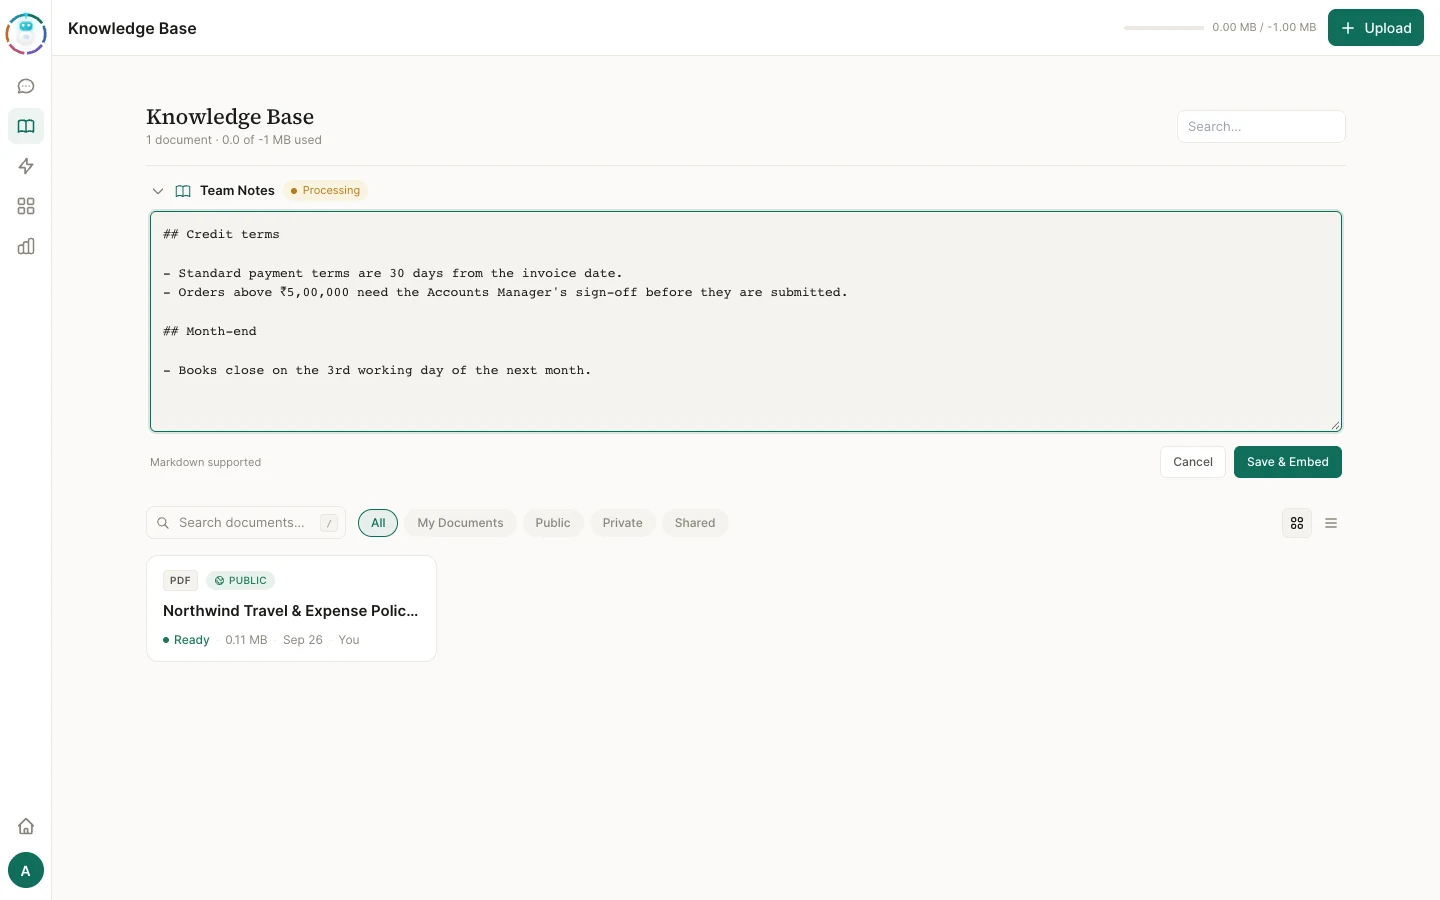 Knowledge Base
0.00 MB / -1.00 MB
+ Upload
Knowledge Base
1 document · 0.0 of -1 MB used
Search...
Team Notes
Processing
## Credit terms
- Standard payment terms are 30 days from the invoice date.
- Orders above ₹5,00,000 need the Accounts Manager's sign-off before they are submitted.
## Month-end
- Books close on the 3rd working day of the next month.
Markdown supported
Cancel
Save & Embed
Search documents... /
All
My Documents
Public
Private
Shared
PDF
PUBLIC
Northwind Travel & Expense Polic...
Ready · 0.11 MB · Sep 26 · You
A